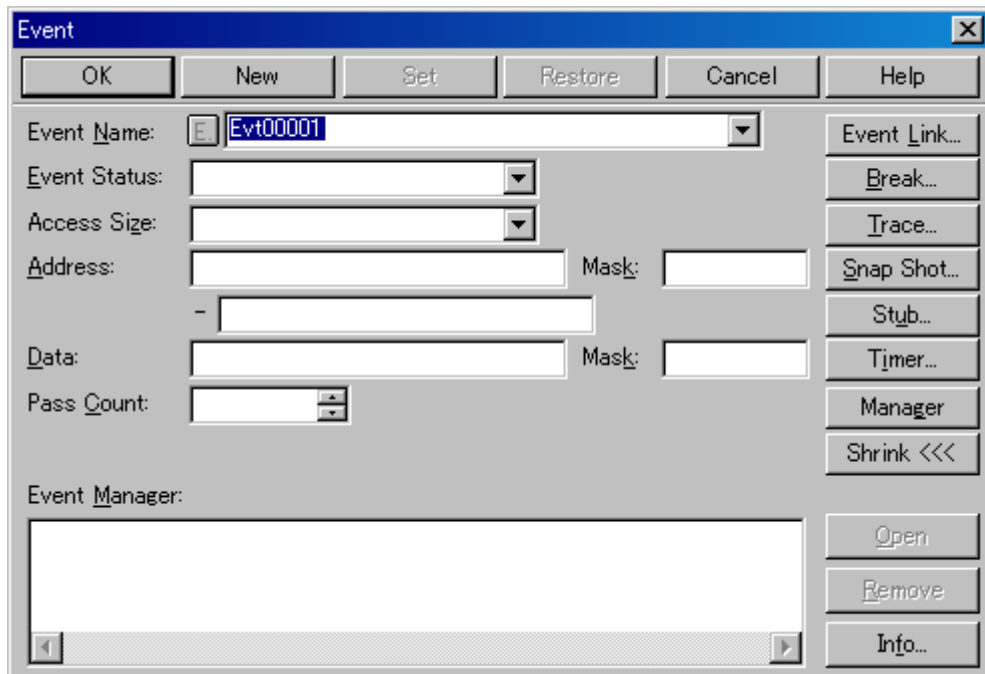 Event
OK New Set Restore Cancel Help
Event Name: E. Evt00001 Event Link...
Event Status: Break...
Access Size: Trace...
Address: Mask: Snap Shot...
- Stub...
Data: Mask: Timer...
Pass Count: Manager
Shrink <<<
Event Manager:
Open
Remove
Info...